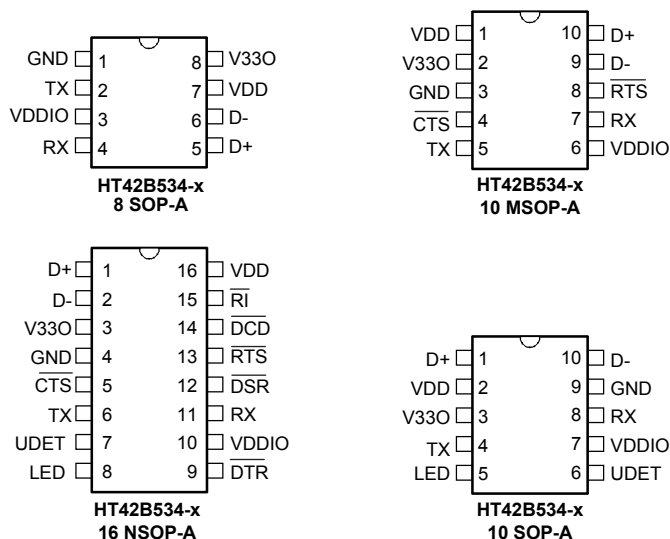 GND 1 8 V33O
TX 2 7 VDD
VDDIO 3 6 D-
RX 4 5 D+
HT42B534-x
8 SOP-A
VDD 1 10 D+
V33O 2 9 D-
GND 3 8 RTS
CTS 4 7 RX
TX 5 6 VDDIO
HT42B534-x
10 MSOP-A
D+ 1 16 VDD
D- 2 15 RI
V33O 3 14 DCD
GND 4 13 RTS
CTS 5 12 DSR
TX 6 11 RX
UDET 7 10 VDDIO
LED 8 9 DTR
HT42B534-x
16 NSOP-A
D+ 1 10 D-
VDD 2 9 GND
V33O 3 8 RX
TX 4 7 VDDIO
LED 5 6 UDET
HT42B534-x
10 SOP-A